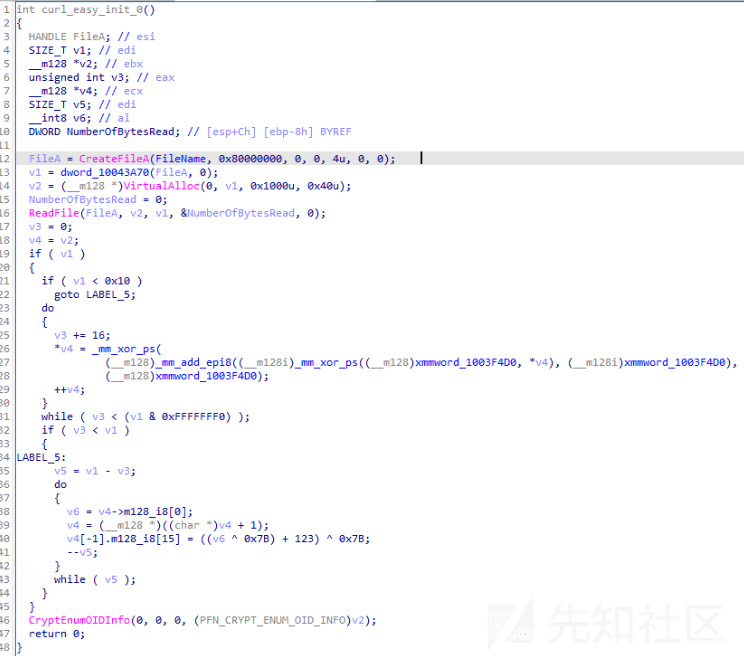 1 int curl_easy_init_0()
2 {
3 HANDLE FileA; // esi
4 SIZE_T v1; // edi
5 __m128 *v2; // ebx
6 unsigned int v3; // eax
7 __m128 *v4; // ecx
8 SIZE_T v5; // edi
9 __int8 v6; // al
10 DWORD NumberOfBytesRead; // [esp+Ch] [ebp-8h] BYREF
11
12 FileA = CreateFileA(FileName, 0x80000000, 0, 0, 4u, 0, 0);
13 v1 = dword_10043A70(FileA, 0);
14 v2 = (__m128 *)VirtualAlloc(0, v1, 0x1000u, 0x40u);
15 NumberOfBytesRead = 0;
16 ReadFile(FileA, v2, v1, &NumberOfBytesRead, 0);
17 v3 = 0;
18 v4 = v2;
19 if ( v1 )
20 {
21 if ( v1 < 0x10 )
22 goto LABEL_5;
23 do
24 {
25 v3 += 16;
26 *v4 = _mm_xor_ps(
27 (__m128)_mm_add_epi8((__m128i)_mm_xor_ps((__m128)xmmword_1003F4D0, *v4), (__m128i)xmmword_1003F4D0),
28 (__m128)xmmword_1003F4D0);
29 ++v4;
30 }
31 while ( v3 < (v1 & 0xFFFFFFF0) );
32 if ( v3 < v1 )
33 {
34 LABEL_5:
35 v5 = v1 - v3;
36 do
37 {
38 v6 = v4->m128_i8[0];
39 v4 = (__m128 *)((char *)v4 + 1);
40 v4[-1].m128_i8[15] = ((v6 ^ 0x7B) + 123) ^ 0x7B;
41 --v5;
42 }
43 while ( v5 );
44 }
45 }
46 CryptEnumOIDInfo(0, 0, 0, (PFN_CRYPT_ENUM_OID_INFO)v2);
47 return 0;
48 }
先知社区